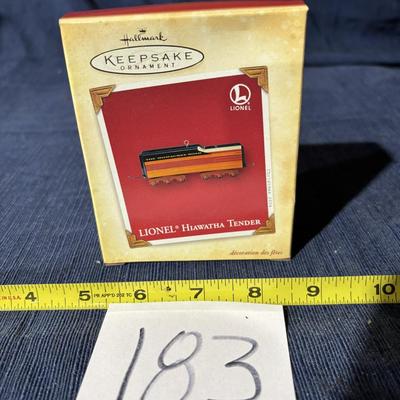 Hallmark
KEEPSAKE
ORNAMENT
LIONEL
LIONEL® HIAWATHA TENDER
décoration des fêtes
4 5 6 7 8 9 10
183